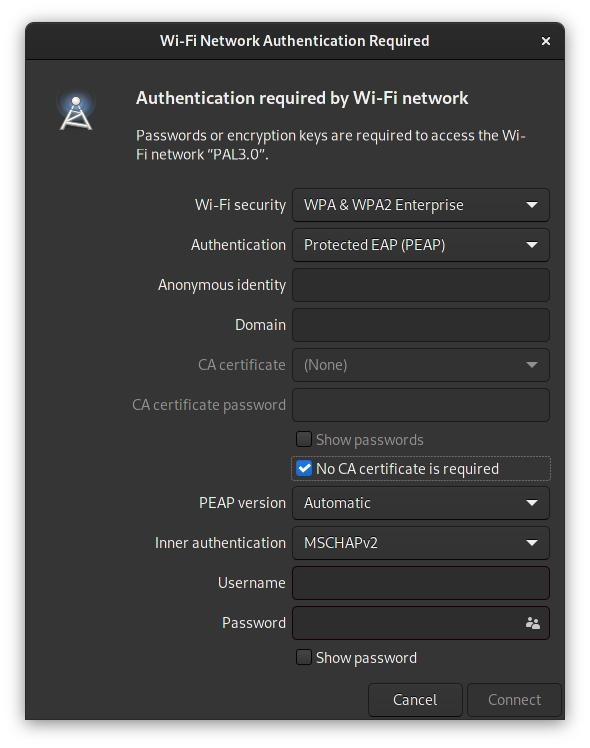 Wi-Fi Network Authentication Required
Authentication required by Wi-Fi network
Passwords or encryption keys are required to access the Wi-
Fi network “PAL3.0”.
Wi-Fi security WPA & WPA2 Enterprise
Authentication Protected EAP (PEAP)
Anonymous identity
Domain
CA certificate (None)
CA certificate password
Show passwords
No CA certificate is required
PEAP version Automatic
Inner authentication MSCHAPv2
Username
Password
Show password
Cancel Connect